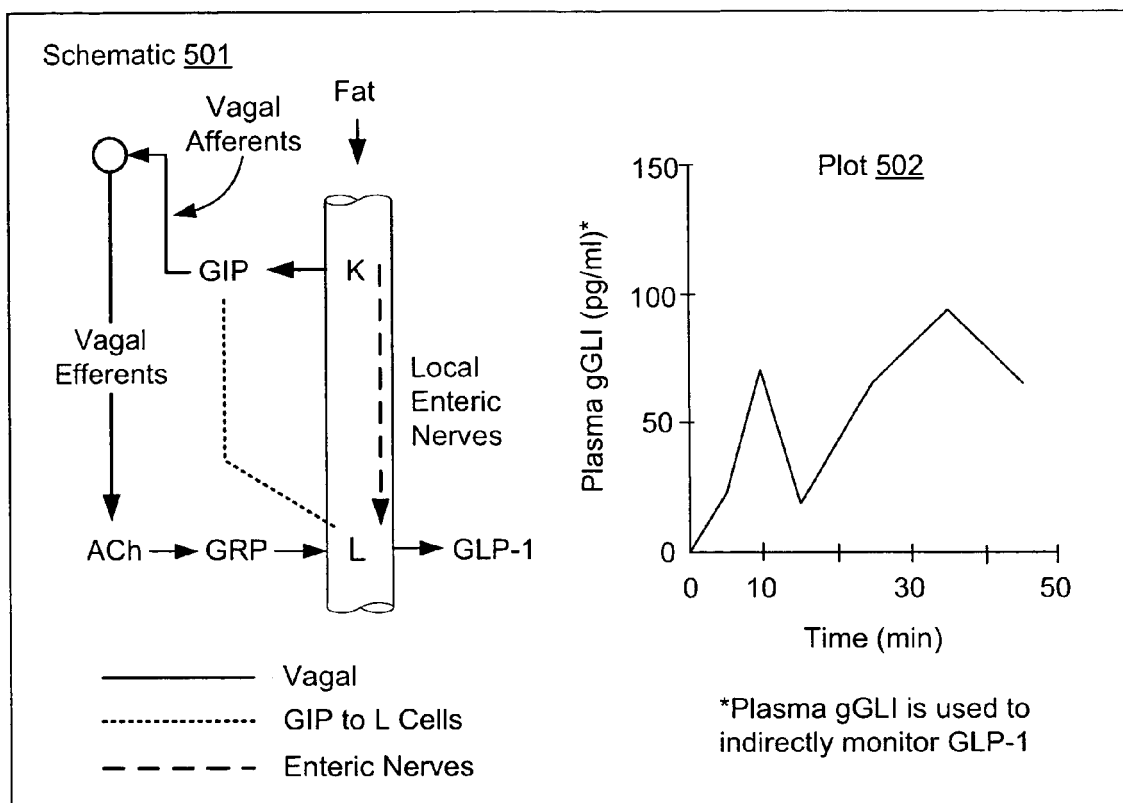 Schematic 501
Fat
Vagal
Afferents
GIP
K
Vagal
Efferents
Local
Enteric
Nerves
ACh
GRP
L
GLP-1
Vagal
GIP to L Cells
Enteric Nerves
Plot 502
Plasma gGLI (pg/ml)*
150
100
50
0
0
10
30
50
Time (min)
*Plasma gGLI is used to
indirectly monitor GLP-1